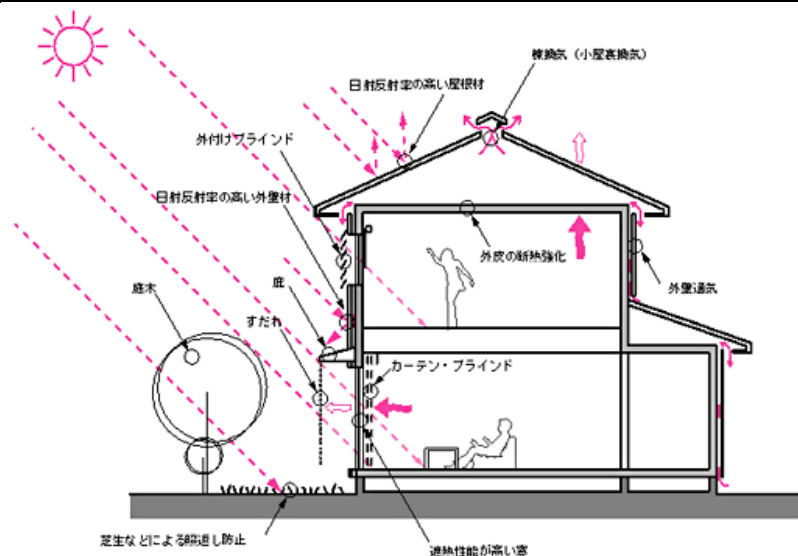 棟換気（小屋裏換気）
日射反射率の高い屋根材
外付けブラインド
日射反射率の高い外壁材
外皮の断熱強化
外壁通気
庇
庭木
すだれ
カーテン・ブラインド
芝生などによる照返し防止
遮熱性能が高い窓